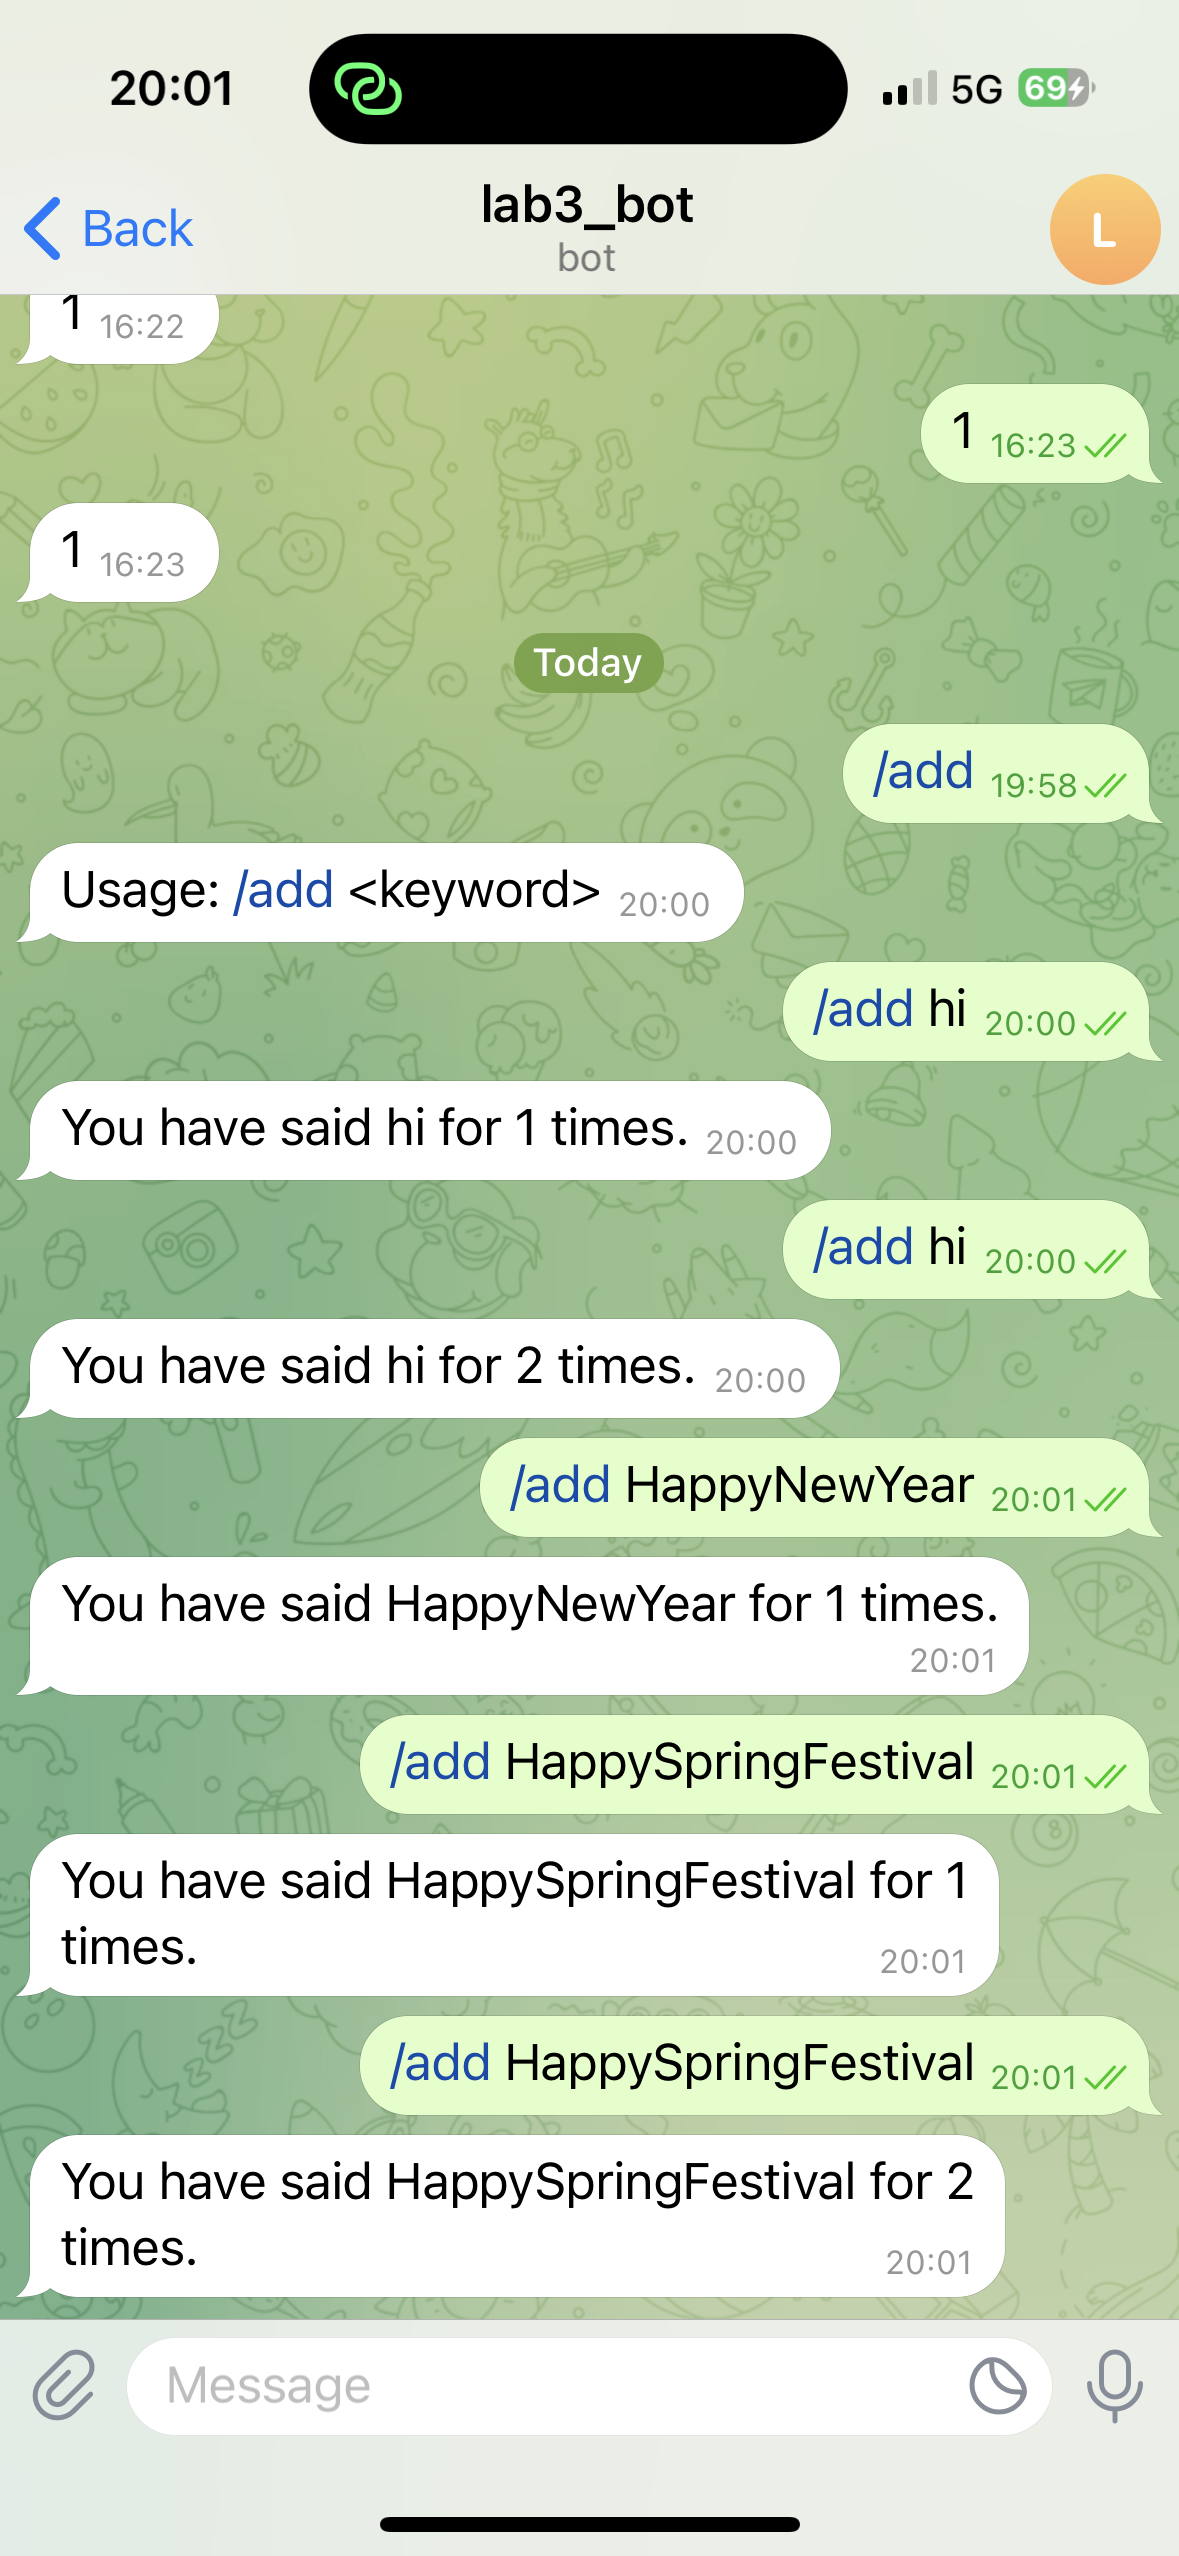 20:01
5G 69
Back
lab3_bot
bot
L
1 16:22
1 16:23
1 16:23
Today
/add 19:58
Usage: /add <keyword> 20:00
/add hi 20:00
You have said hi for 1 times. 20:00
/add hi 20:00
You have said hi for 2 times. 20:00
/add HappyNewYear 20:01
You have said HappyNewYear for 1 times.
20:01
/add HappySpringFestival 20:01
You have said HappySpringFestival for 1
times. 20:01
/add HappySpringFestival 20:01
You have said HappySpringFestival for 2
times. 20:01
Message